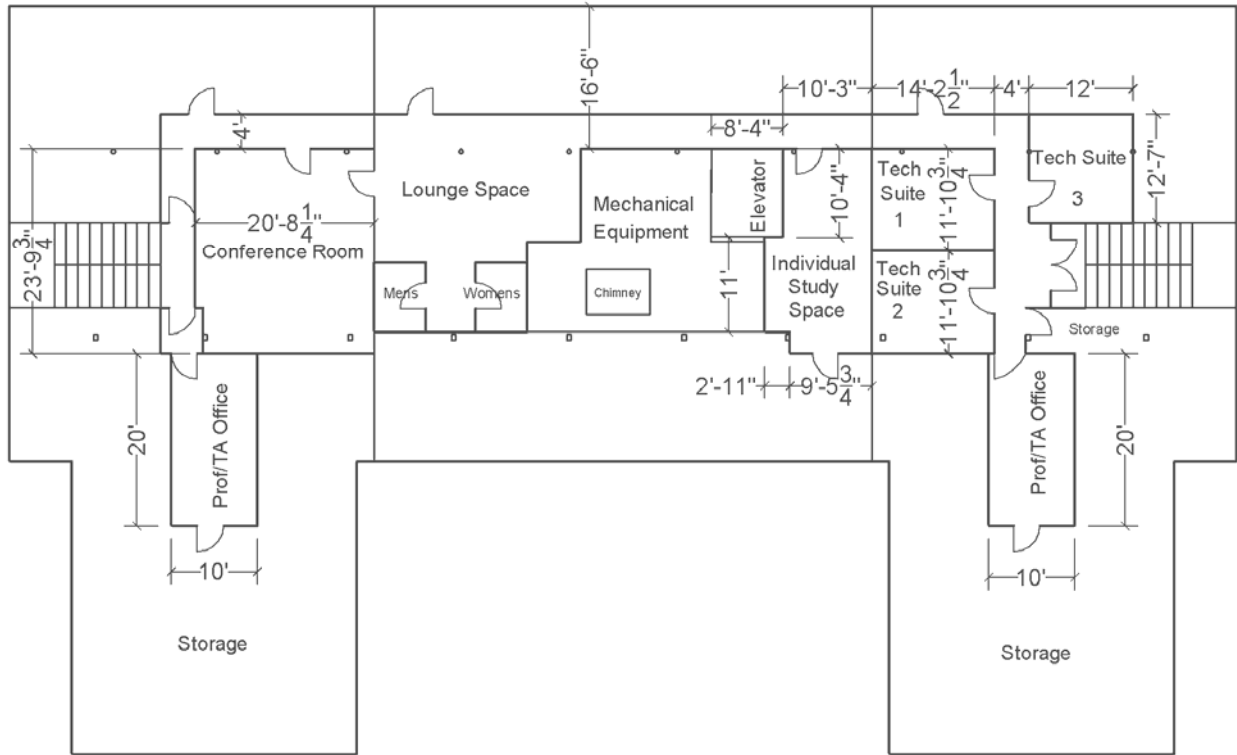 16'-6"
10'-3"
14'-2 1/2"
4'
12'
4'
8'-4"
Tech Suite
3
12'-7"
Lounge Space
Elevator
10'-4"
Tech
Suite
1
11'-10 3/4"
20'-8 1/4"
Conference Room
23'-9 3/4"
Mechanical
Equipment
Individual
Study
Space
11'
Tech
Suite
2
11'-10 3/4"
Mens
Womens
Chimney
Storage
2'-11"
9'-5 3/4"
20'
Prof/TA Office
Prof/TA Office
20'
10'
10'
Storage
Storage